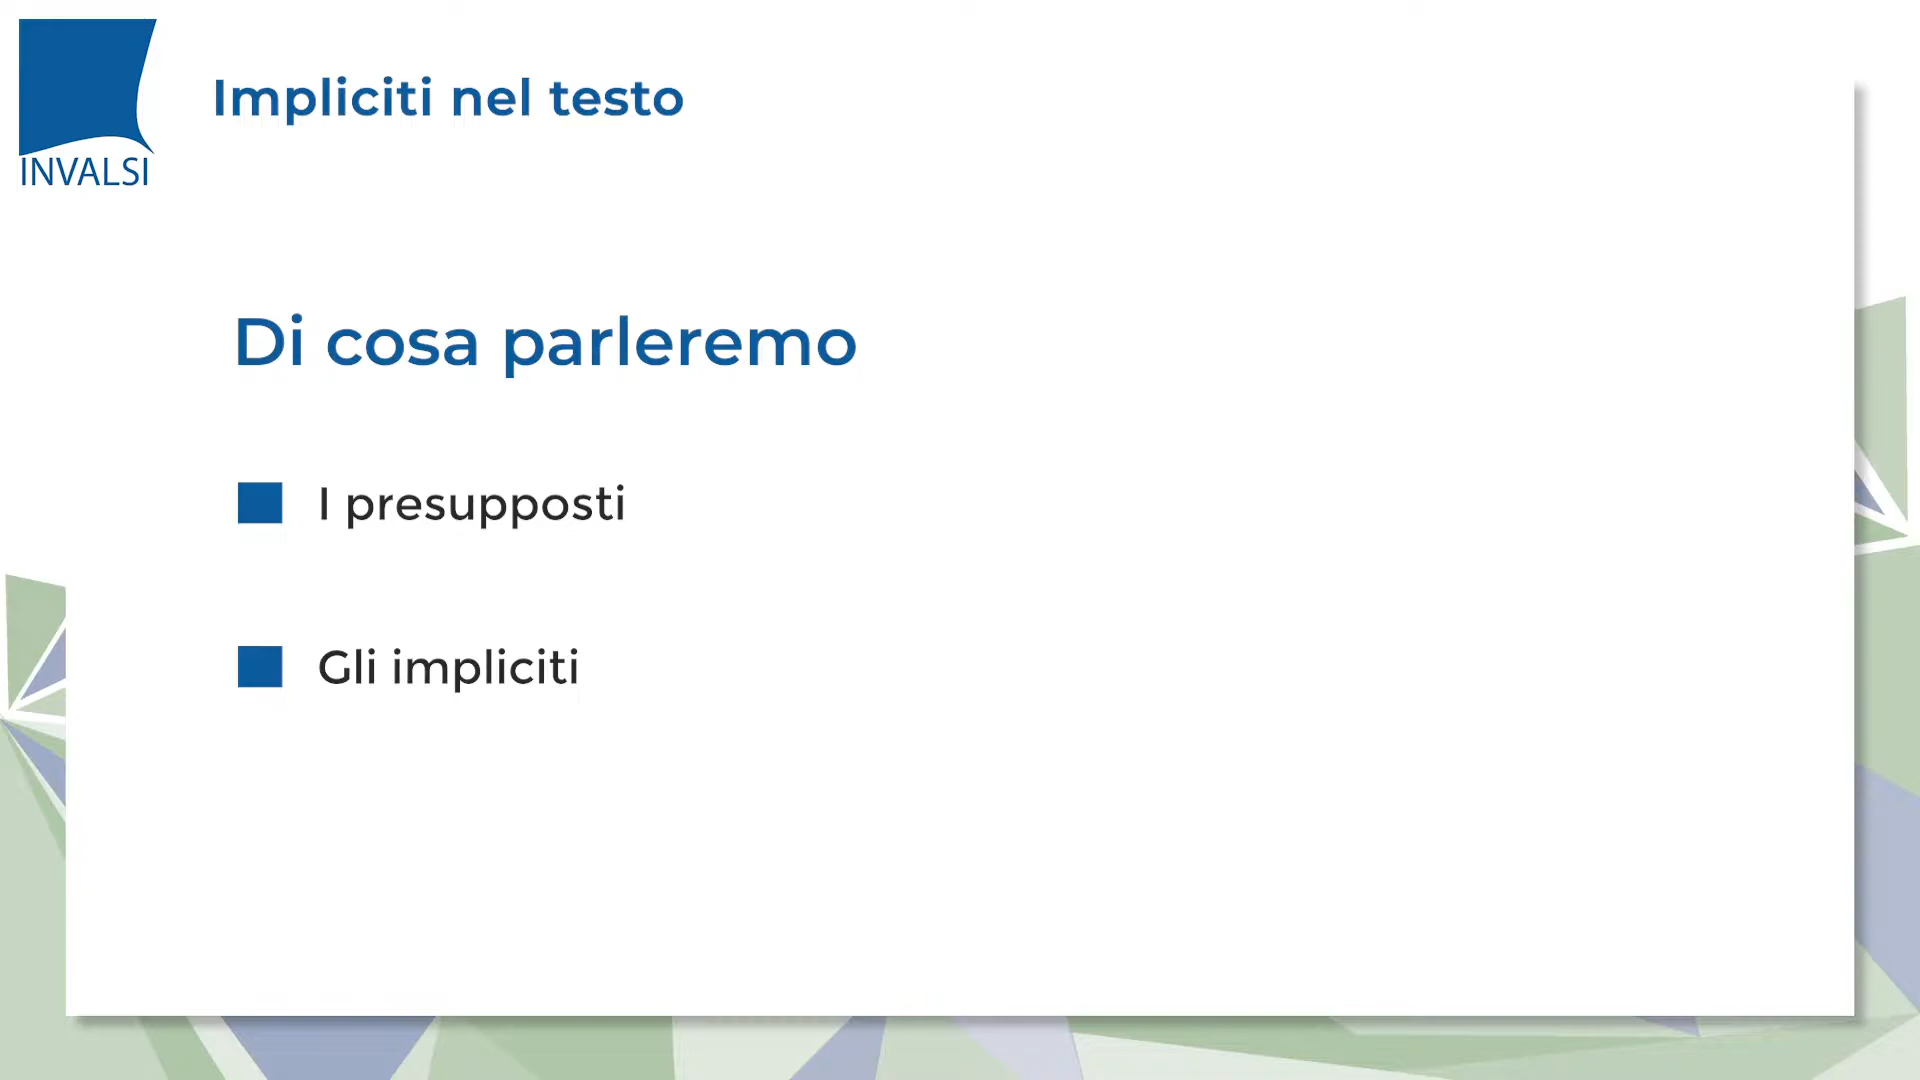 Impliciti nel testo
INVALSI
Di cosa parleremo
I presupposti
Gli impliciti